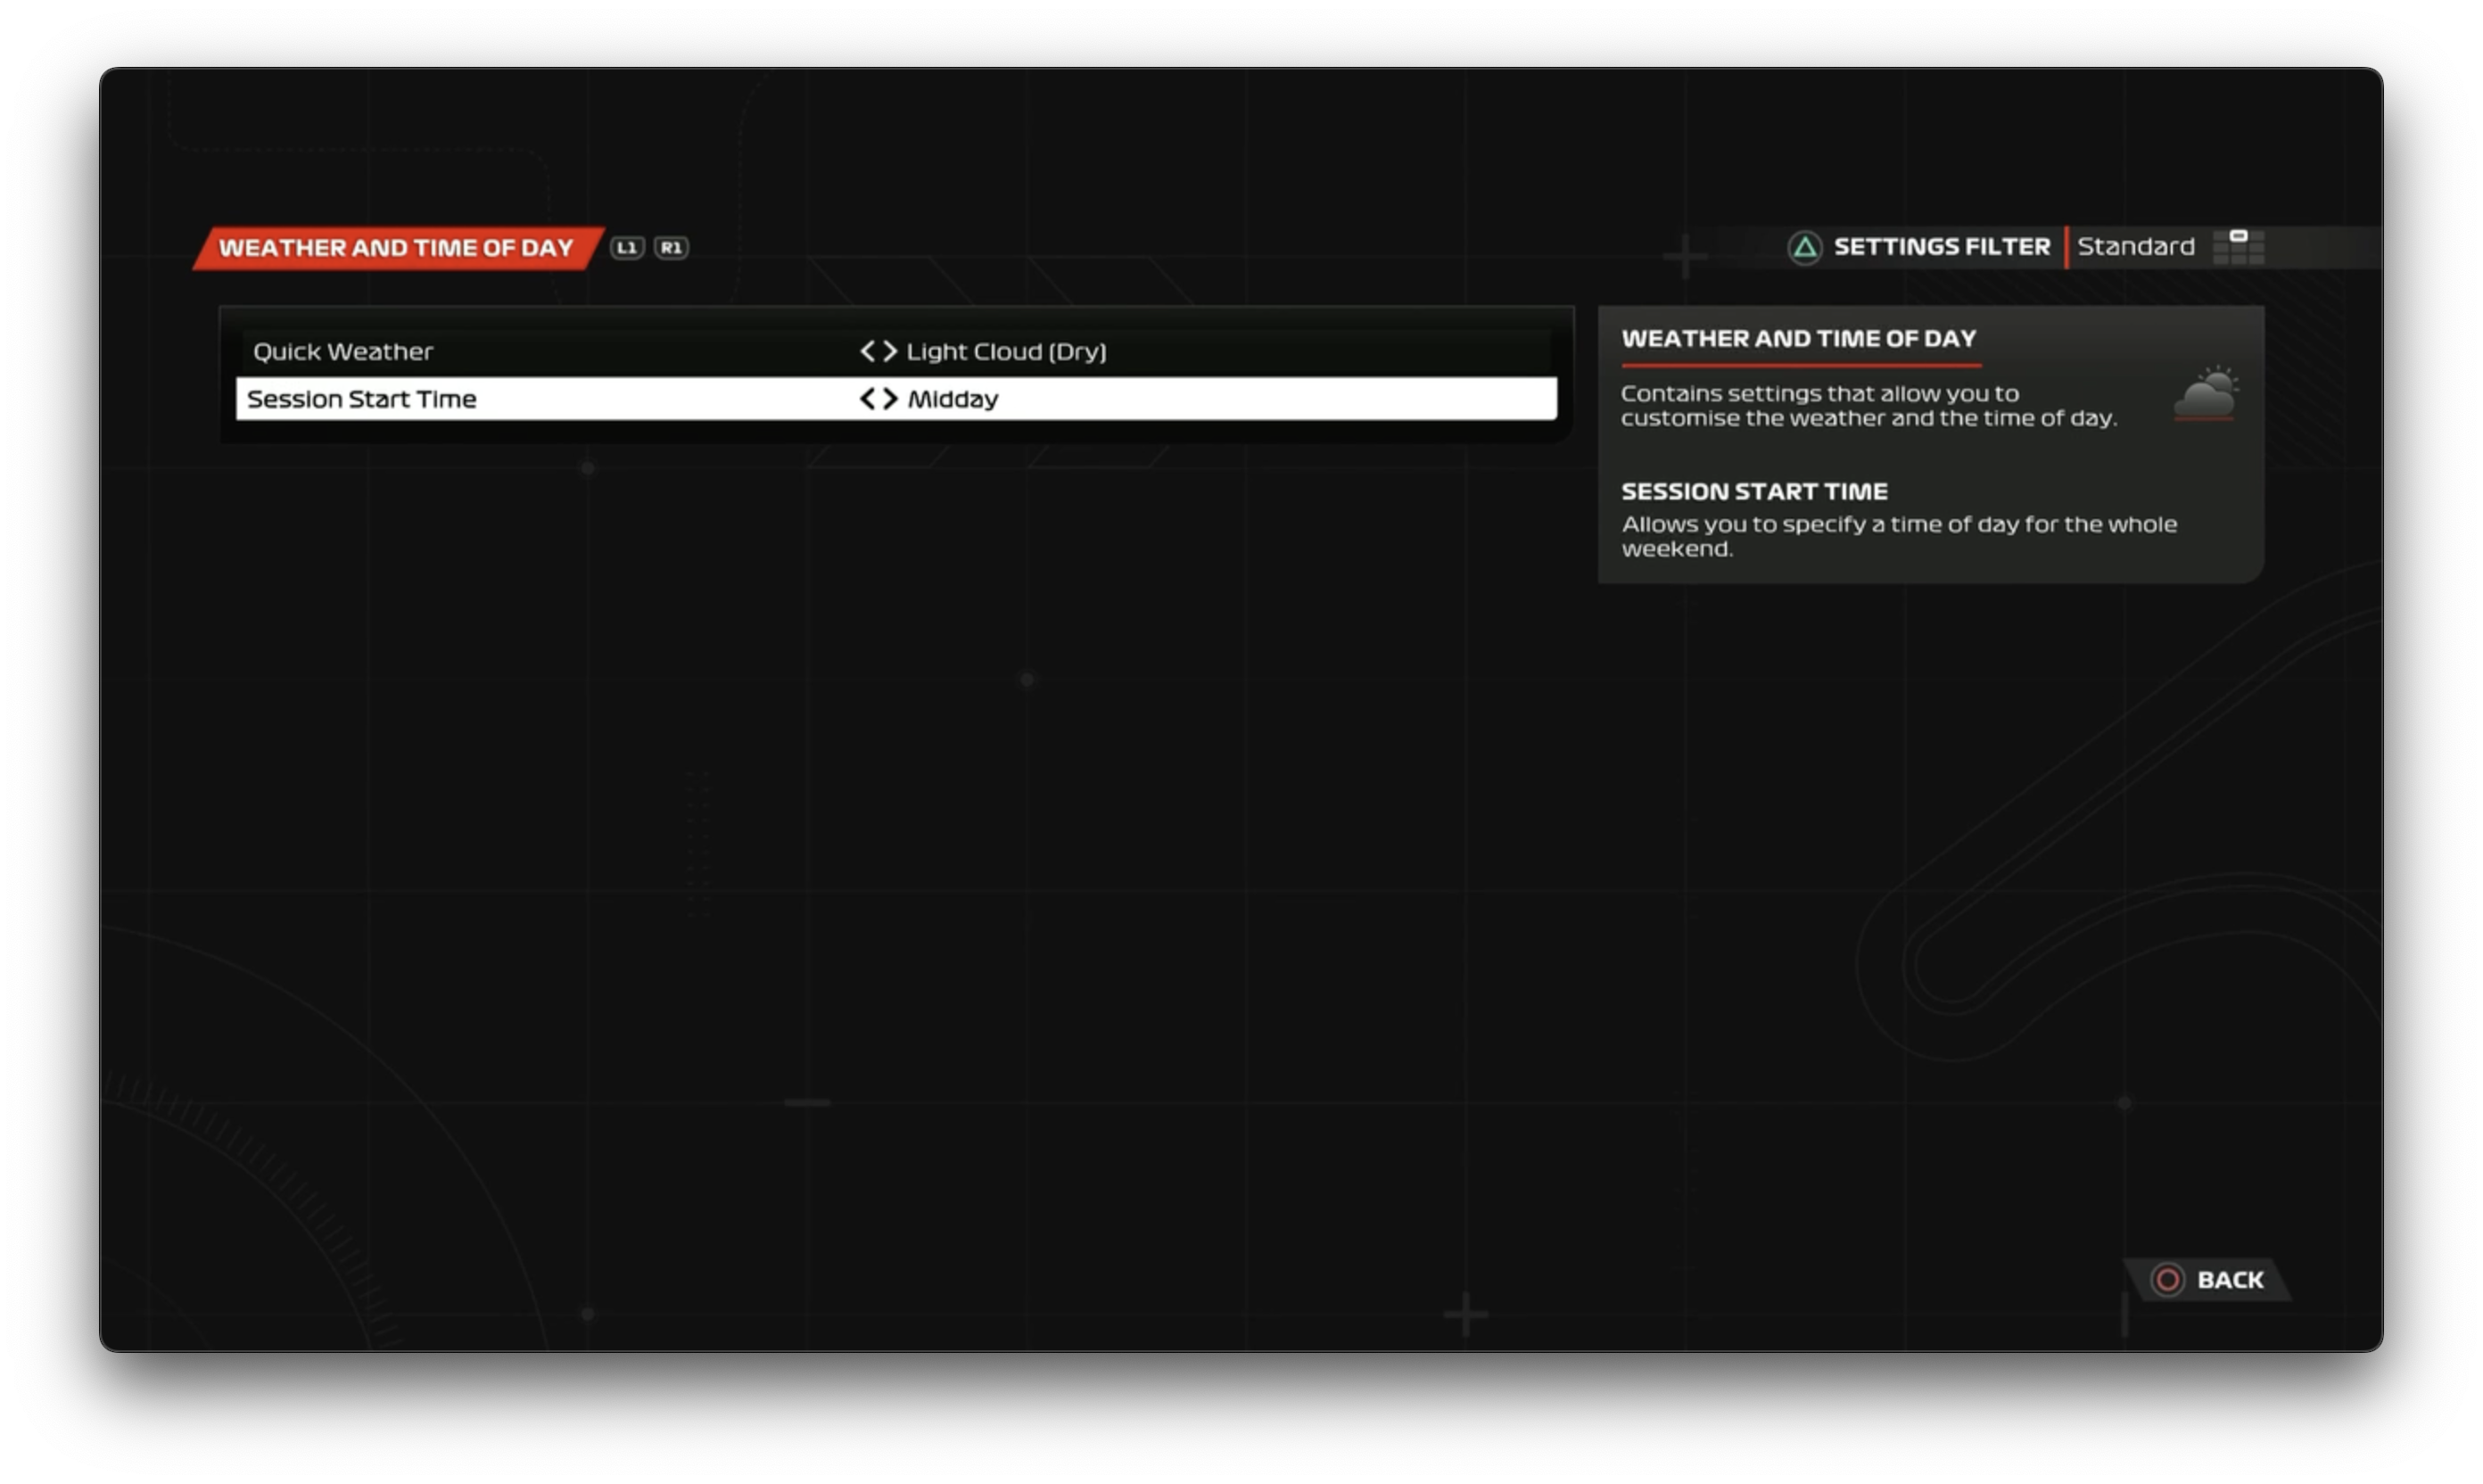 WEATHER AND TIME OF DAY L1 R1
SETTINGS FILTER Standard
Quick Weather Light Cloud (Dry)
Session Start Time Midday
WEATHER AND TIME OF DAY
Contains settings that allow you to
customise the weather and the time of day.
SESSION START TIME
Allows you to specify a time of day for the whole
weekend.
BACK